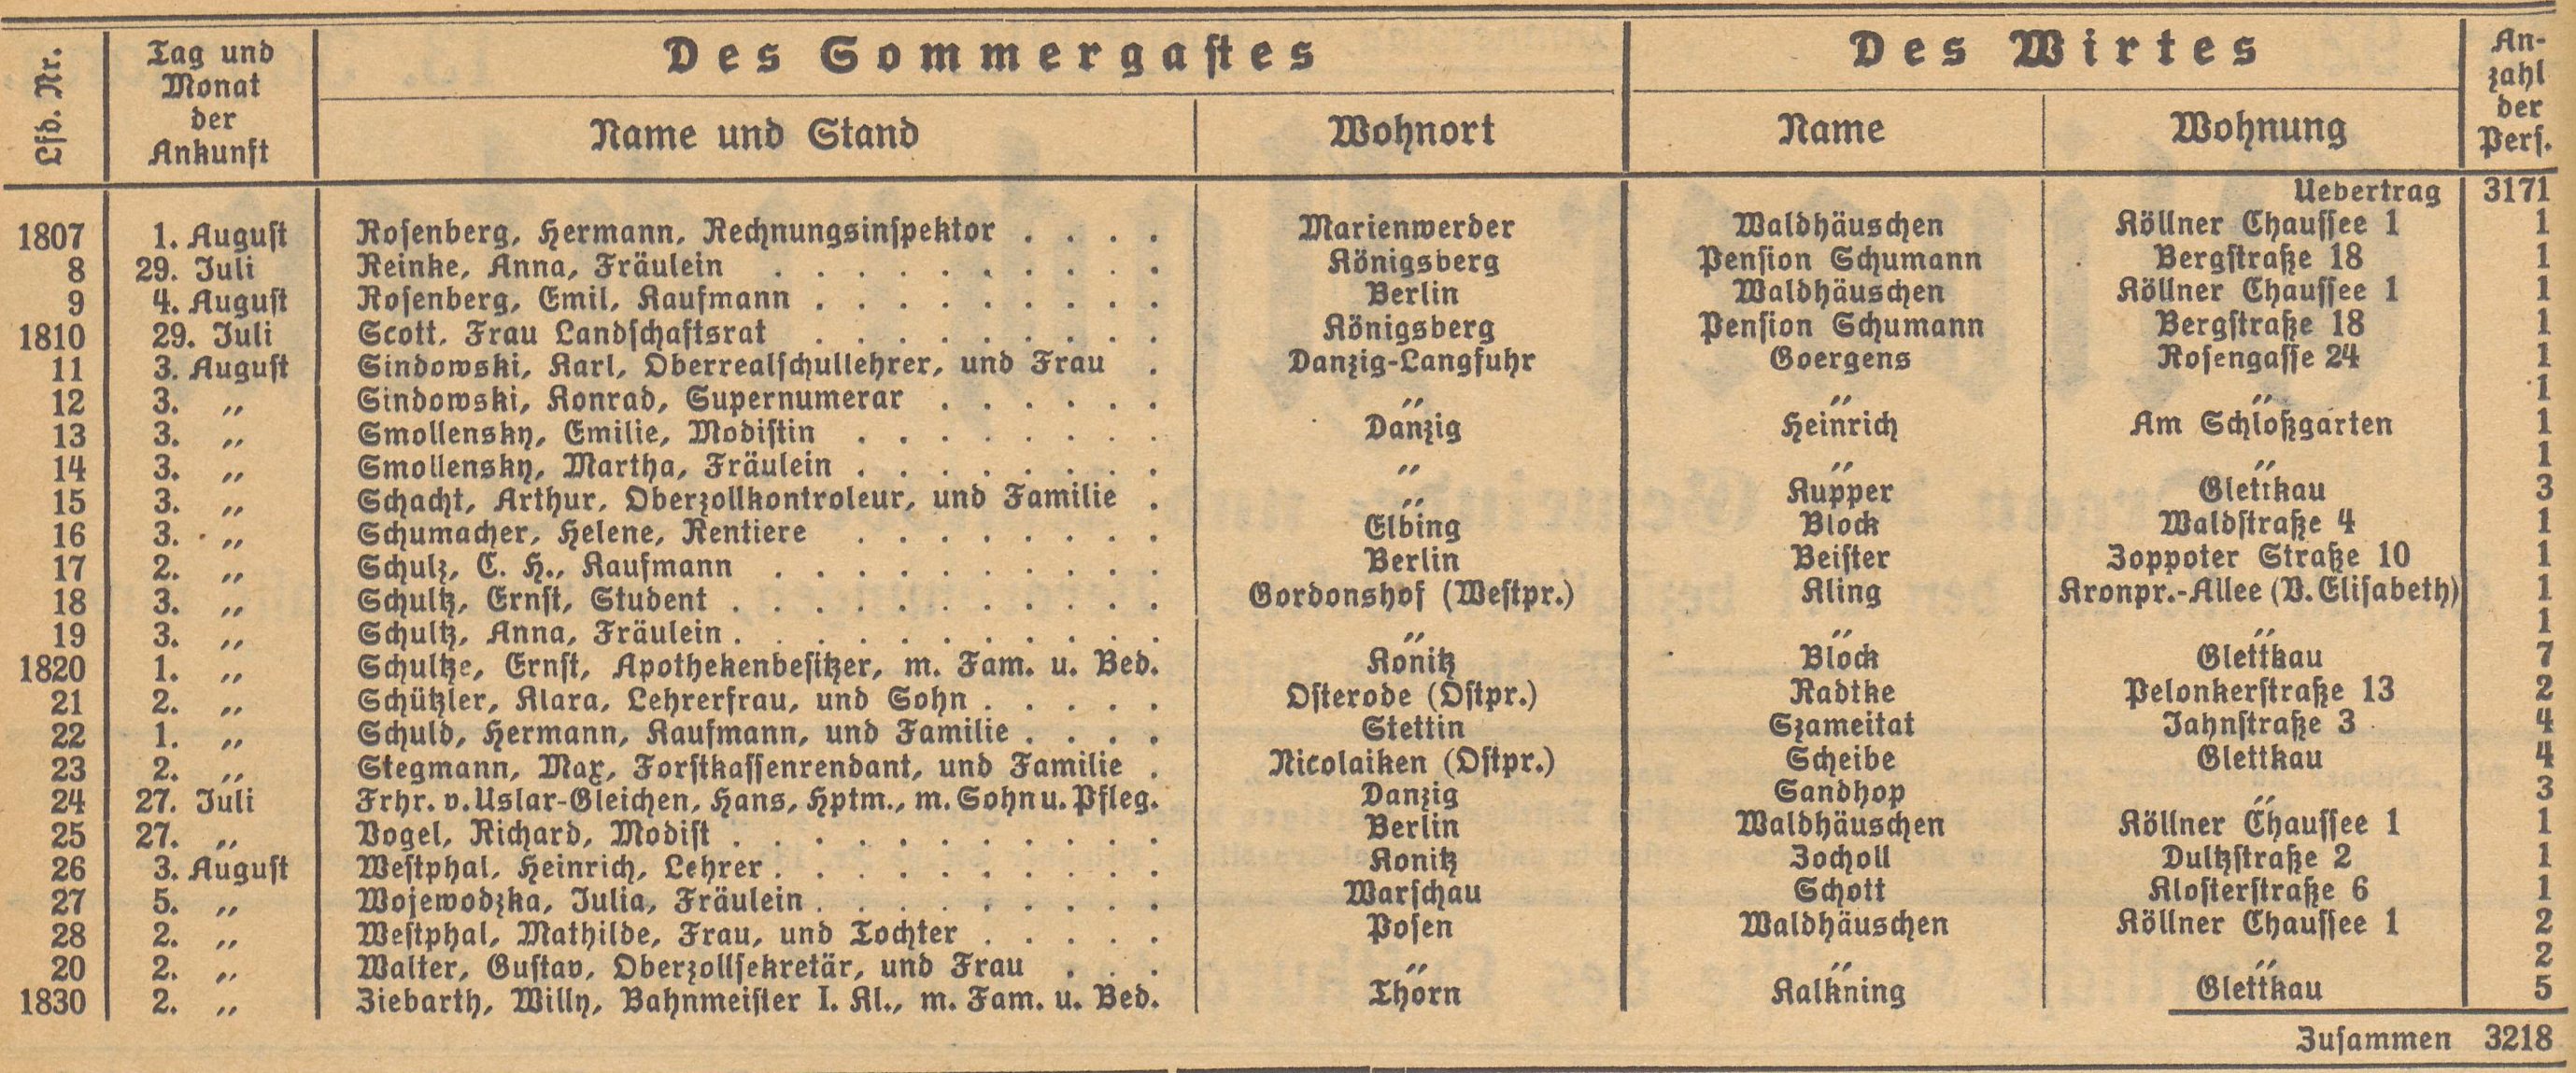 Lfd. Nr. Tag und Monat der Ankunft Des Sommergastes Des Wirtes An-zahl der Pers.
Name und Stand Wohnort Name Wohnung
Uebertrag 3171
1807 1. August Rosenberg, Hermann, Rechnungsinspektor . . . . Marienwerder Waldhäuschen Köllner Chaussee 1 1
8 29. Juli Reinke, Anna, Fräulein . . . . . . . . . . Königsberg Pension Schumann Bergstraße 18 1
9 4. August Rosenberg, Emil, Kaufmann . . . . . . . . . Berlin Waldhäuschen Köllner Chaussee 1 1
1810 29. Juli Scott, Frau Landschaftsrat . . . . . . . . . Königsberg Pension Schumann Bergstraße 18 1
11 3. August Sindowski, Karl, Oberrealschullehrer, und Frau . Danzig-Langfuhr Goergens Rosengasse 24 1
12 3. „ Sindowski, Konrad, Supernumerar . . . . . . „ „ „ 1
13 3. „ Smollensky, Emilie, Modistin . . . . . . . . Danzig Heinrich Am Schloßgarten 1
14 3. „ Smollensky, Martha, Fräulein . . . . . . . . „ „ „ 1
15 3. „ Schacht, Arthur, Oberzollkontroleur, und Familie . „ Kupper Glettkau 3
16 3. „ Schumacher, Helene, Rentiere . . . . . . . . Elbing Block Waldstraße 4 1
17 2. „ Schulz, C. H., Kaufmann . . . . . . . . . . Berlin Beister Zoppoter Straße 10 1
18 3. „ Schultz, Ernst, Student . . . . . . . . . . . Gordonshof (Westpr.) Kling Kronpr.-Allee (V. Elisabeth) 1
19 3. „ Schultz, Anna, Fräulein . . . . . . . . . . . „ „ „ 1
1820 1. „ Schultze, Ernst, Apothekenbesitzer, m. Fam. u. Bed. Konitz Block Glettkau 7
21 2. „ Schützler, Klara, Lehrerfrau, und Sohn . . . . . Osterode (Ostpr.) Radtke Pelonkerstraße 13 2
22 1. „ Schuld, Hermann, Kaufmann, und Familie . . . . Stettin Szameitat Jahnstraße 3 4
23 2. „ Stegmann, Max, Forstkassenrendant, und Familie . Nicolaiken (Ostpr.) Scheibe Glettkau 4
24 27. Juli Frhr. v. Uslar-Gleichen, Hans, Hptm., m. Sohn u. Pfleg. Danzig Sandhop „ 3
25 27. „ Vogel, Richard, Modist . . . . . . . . . . . Berlin Waldhäuschen Köllner Chaussee 1 1
26 3. August Westphal, Heinrich, Lehrer . . . . . . . . . . Konitz Zocholl Dultzstraße 2 1
27 5. „ Wojewodzka, Julia, Fräulein . . . . . . . . . Warschau Schott Klosterstraße 6 1
28 2. „ Westphal, Mathilde, Frau, und Tochter . . . . . Posen Waldhäuschen Köllner Chaussee 1 2
20 2. „ Walter, Gustav, Oberzollsekretär, und Frau . . . „ „ „ 2
1830 2. „ Ziebarth, Willy, Bahnmeister I. Kl., m. Fam. u. Bed. Thorn Kalkning Glettkau 5
Zusammen 3218